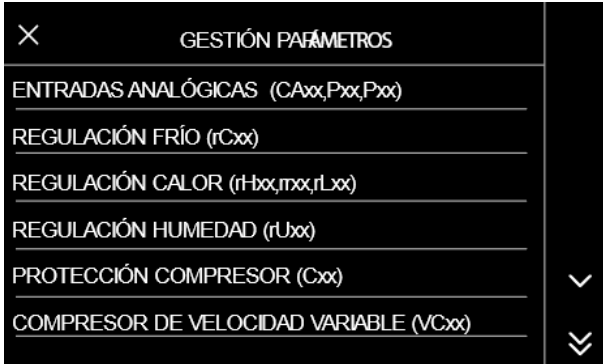 GESTIÓN PARÁMETROS
ENTRADAS ANALÓGICAS (CAxx,Pxx,Pxx)
REGULACIÓN FRÍO (rCxx)
REGULACIÓN CALOR (rHxx,rrxx,rLxx)
REGULACIÓN HUMEDAD (rUxx)
PROTECCIÓN COMPRESOR (Cxx)
COMPRESOR DE VELOCIDAD VARIABLE (VCxx)